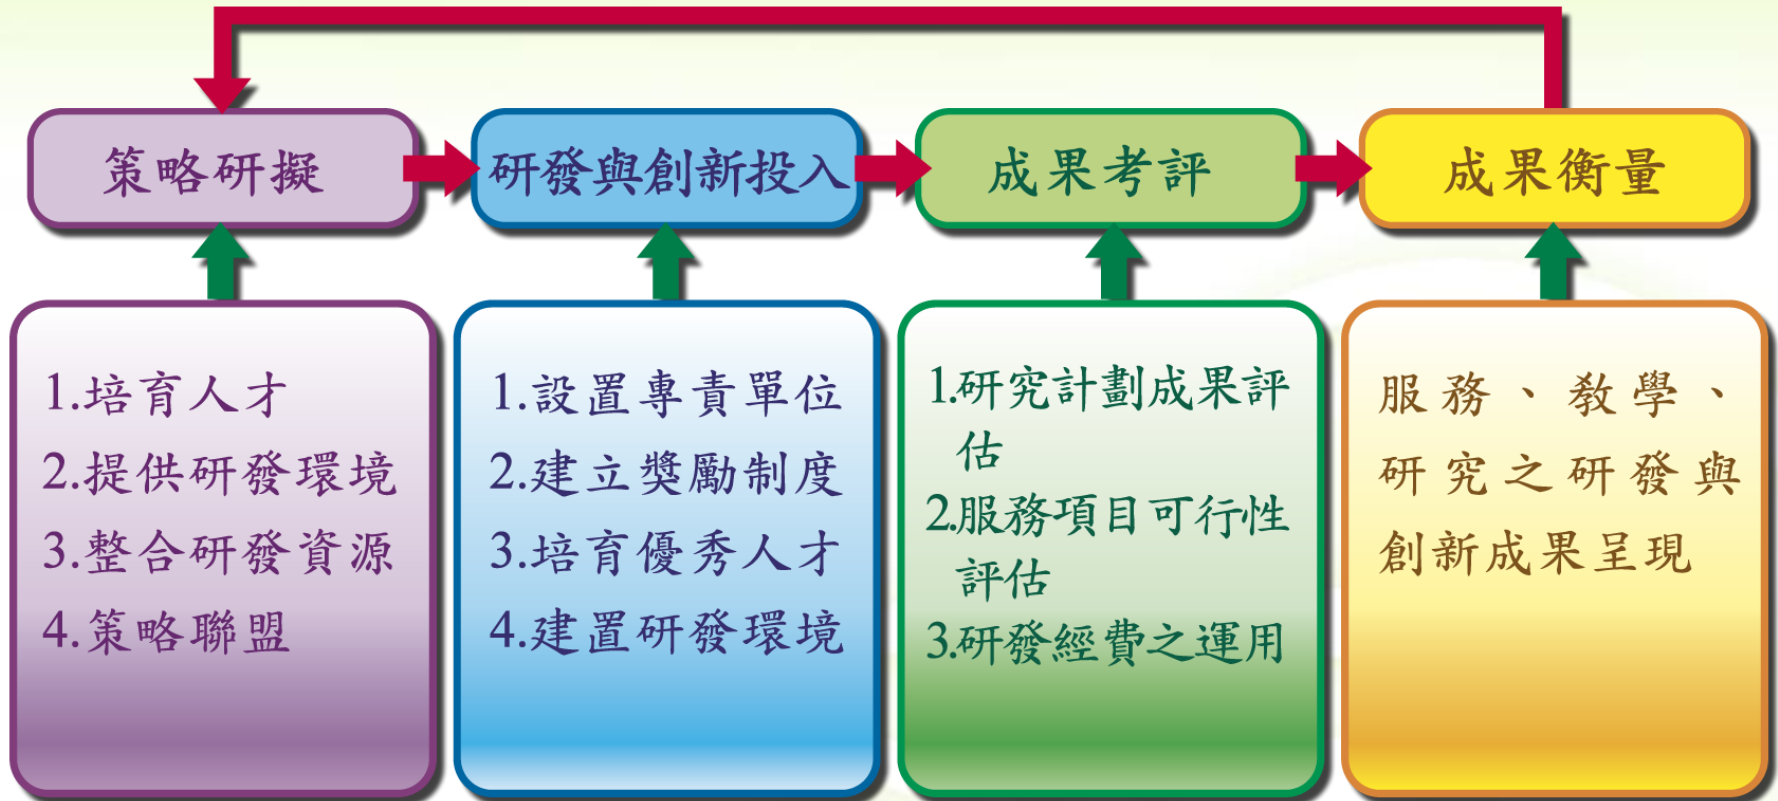 策略研擬
研發與創新投入
成果考評
成果衡量
1.培育人才
2.提供研發環境
3.整合研發資源
4.策略聯盟
1.設置專責單位
2.建立獎勵制度
3.培育優秀人才
4.建置研發環境
1.研究計劃成果評
估
2.服務項目可行性
評估
3.研發經費之運用
服務、教學、
研究之研發與
創新成果呈現